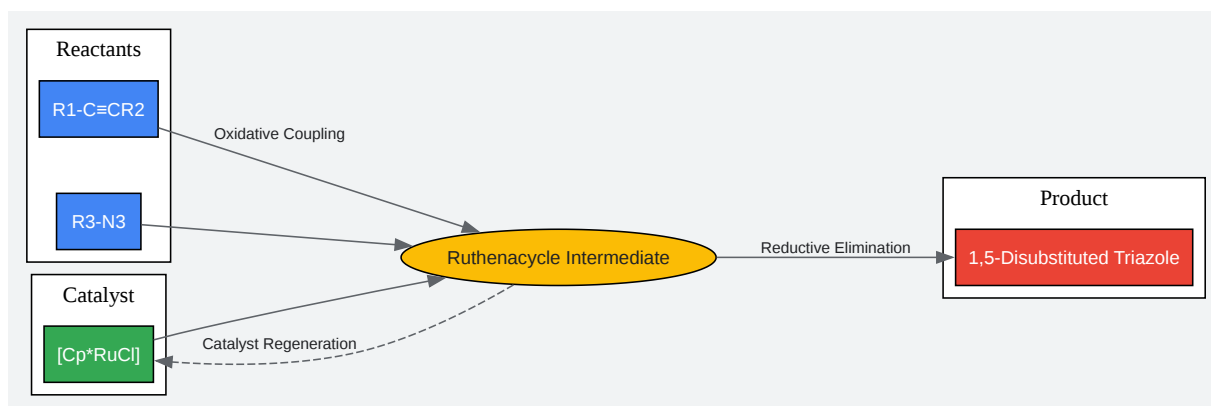 Reactants
R1-C≡CR2
Oxidative Coupling
R3-N3
Ruthenacycle Intermediate
Reductive Elimination
Product
1,5-Disubstituted Triazole
Catalyst
[Cp*RuCl]
Catalyst Regeneration